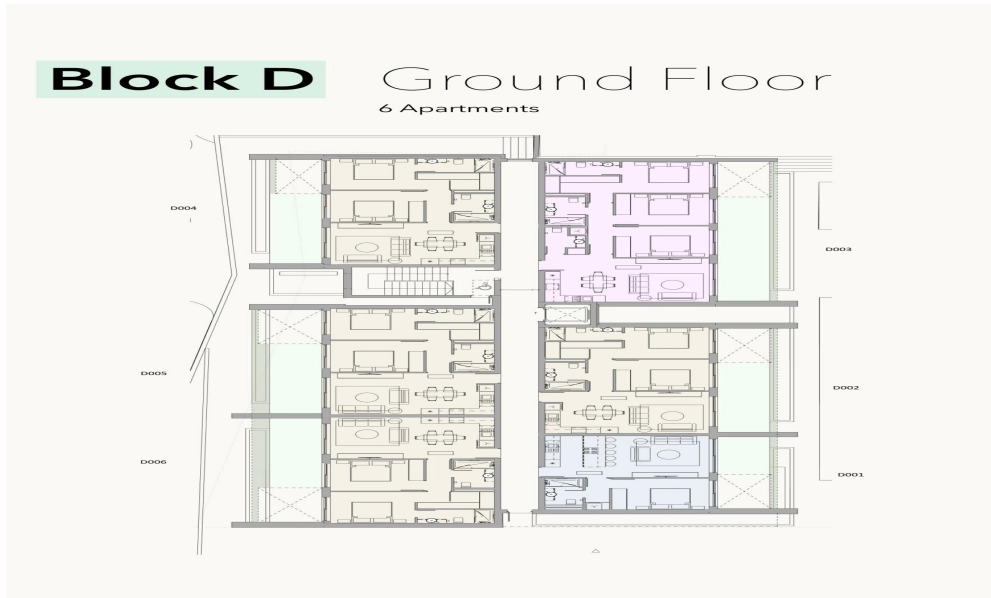 Block D Ground Floor
6 Apartments
D004
D003
D005
D002
D006
D001